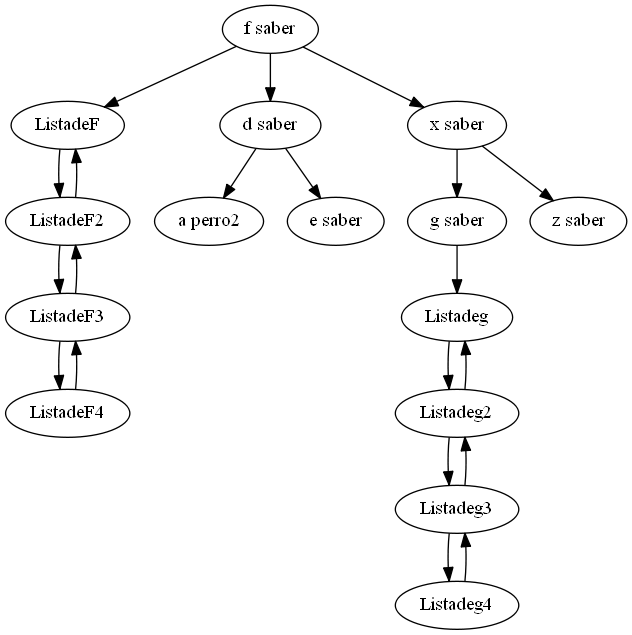 f saber
ListadeF
d saber
x saber
ListadeF2
a perro2
e saber
g saber
z saber
ListadeF3
Listadeg
ListadeF4
Listadeg2
Listadeg3
Listadeg4